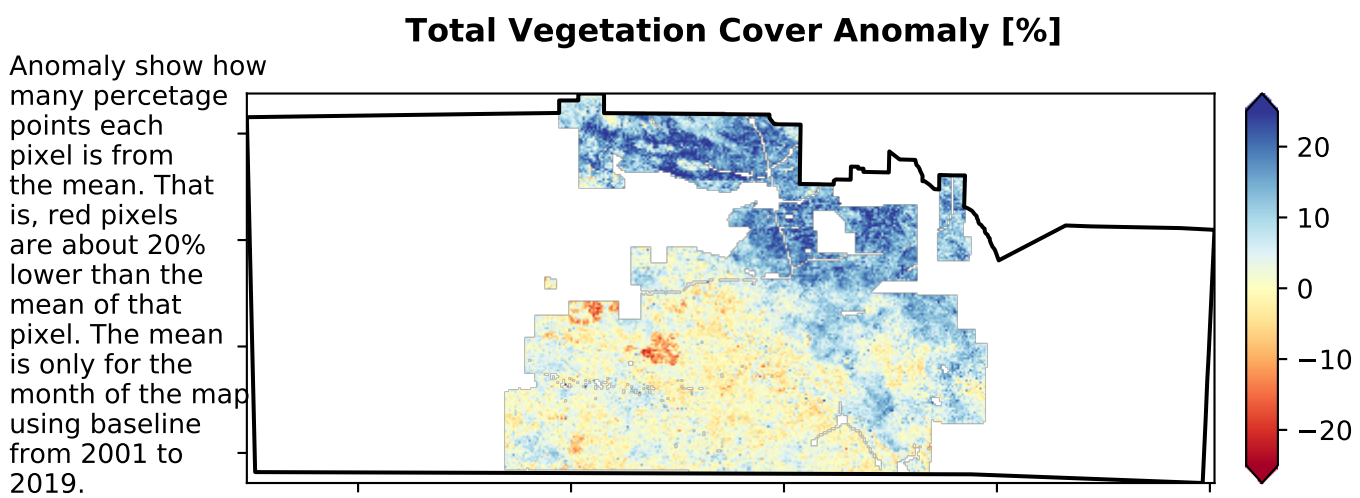 Total Vegetation Cover Anomaly [%]
Anomaly show how
many percetage
points each
pixel is from
the mean. That
is, red pixels
are about 20%
lower than the
mean of that
pixel. The mean
is only for the
month of the map
using baseline
from 2001 to
2019.
20
10
0
−10
−20